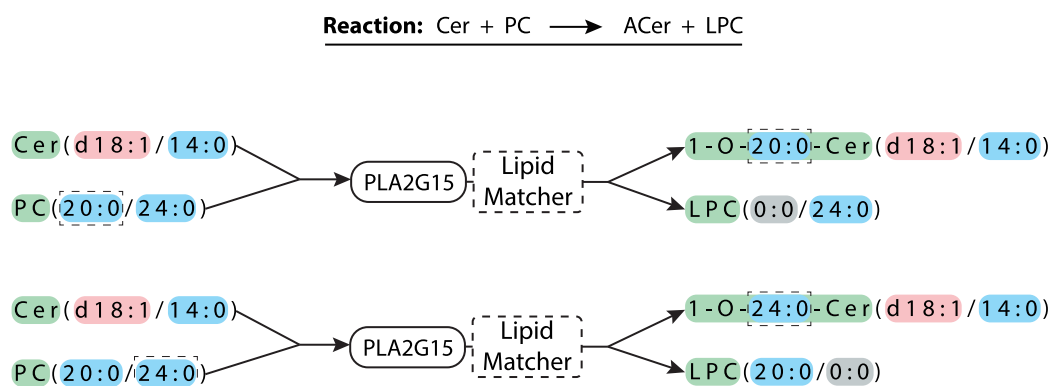 Reaction: Cer + PC → ACer + LPC
Cer(d18:1/14:0)
PC(20:0/24:0)
PLA2G15
Lipid
Matcher
1-O-20:0-Cer(d18:1/14:0)
LPC(0:0/24:0)
Cer(d18:1/14:0)
PC(20:0/24:0)
PLA2G15
Lipid
Matcher
1-O-24:0-Cer(d18:1/14:0)
LPC(20:0/0:0)